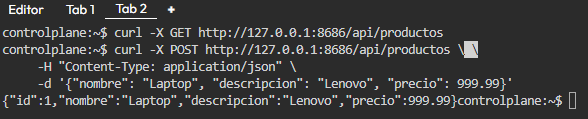 Editor Tab 1 Tab 2 +
controlplane:~$ curl -X GET http://127.0.0.1:8686/api/productos
controlplane:~$ curl -X POST http://127.0.0.1:8686/api/productos \ \
-H "Content-Type: application/json" \
-d '{"nombre": "Laptop", "descripcion": "Lenovo", "precio": 999.99}'
{"id":1,"nombre":"Laptop","descripcion":"Lenovo","precio":999.99}controlplane:~$